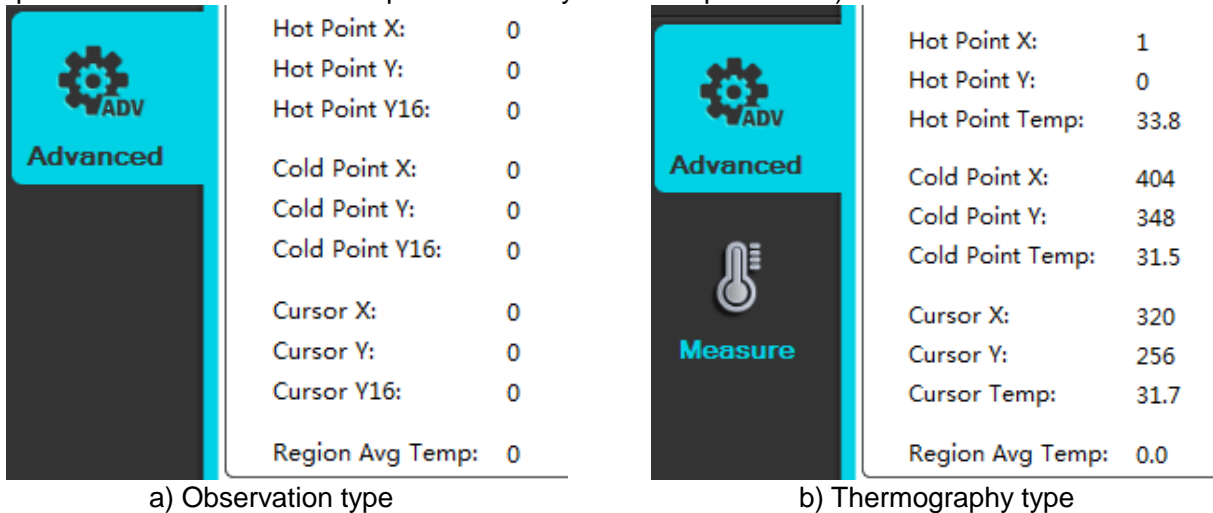 ADV
Advanced
Hot Point X: 0
Hot Point Y: 0
Hot Point Y16: 0
Cold Point X: 0
Cold Point Y: 0
Cold Point Y16: 0
Cursor X: 0
Cursor Y: 0
Cursor Y16: 0
Region Avg Temp: 0
a) Observation type
ADV
Advanced
Measure
Hot Point X: 1
Hot Point Y: 0
Hot Point Temp: 33.8
Cold Point X: 404
Cold Point Y: 348
Cold Point Temp: 31.5
Cursor X: 320
Cursor Y: 256
Cursor Temp: 31.7
Region Avg Temp: 0.0
b) Thermography type